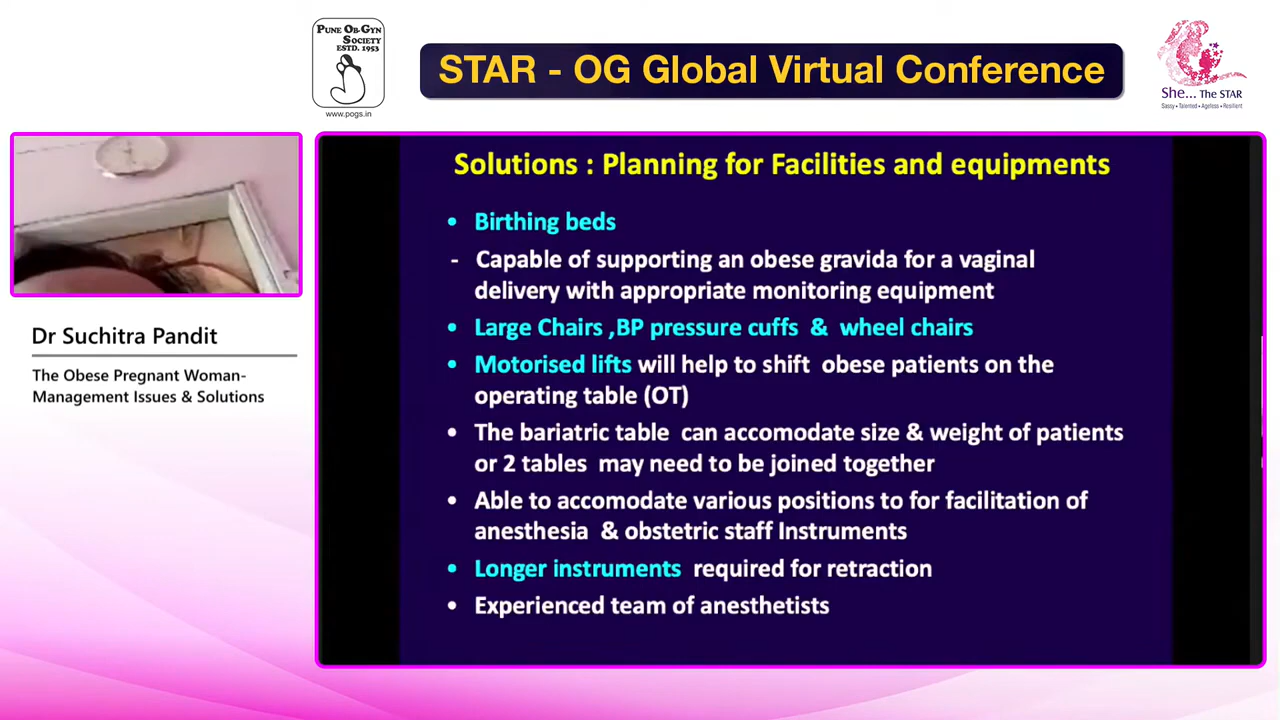 PUNE OB-GYN
SOCIETY
ESTD. 1953
www.pogs.in
STAR - OG Global Virtual Conference
She... The STAR
Sassy • Talented • Ageless • Resilient
Dr Suchitra Pandit
The Obese Pregnant Woman-
Management Issues & Solutions
Solutions : Planning for Facilities and equipments
• Birthing beds
- Capable of supporting an obese gravida for a vaginal
delivery with appropriate monitoring equipment
• Large Chairs ,BP pressure cuffs & wheel chairs
• Motorised lifts will help to shift obese patients on the
operating table (OT)
• The bariatric table can accomodate size & weight of patients
or 2 tables may need to be joined together
• Able to accomodate various positions to for facilitation of
anesthesia & obstetric staff Instruments
• Longer instruments required for retraction
• Experienced team of anesthetists